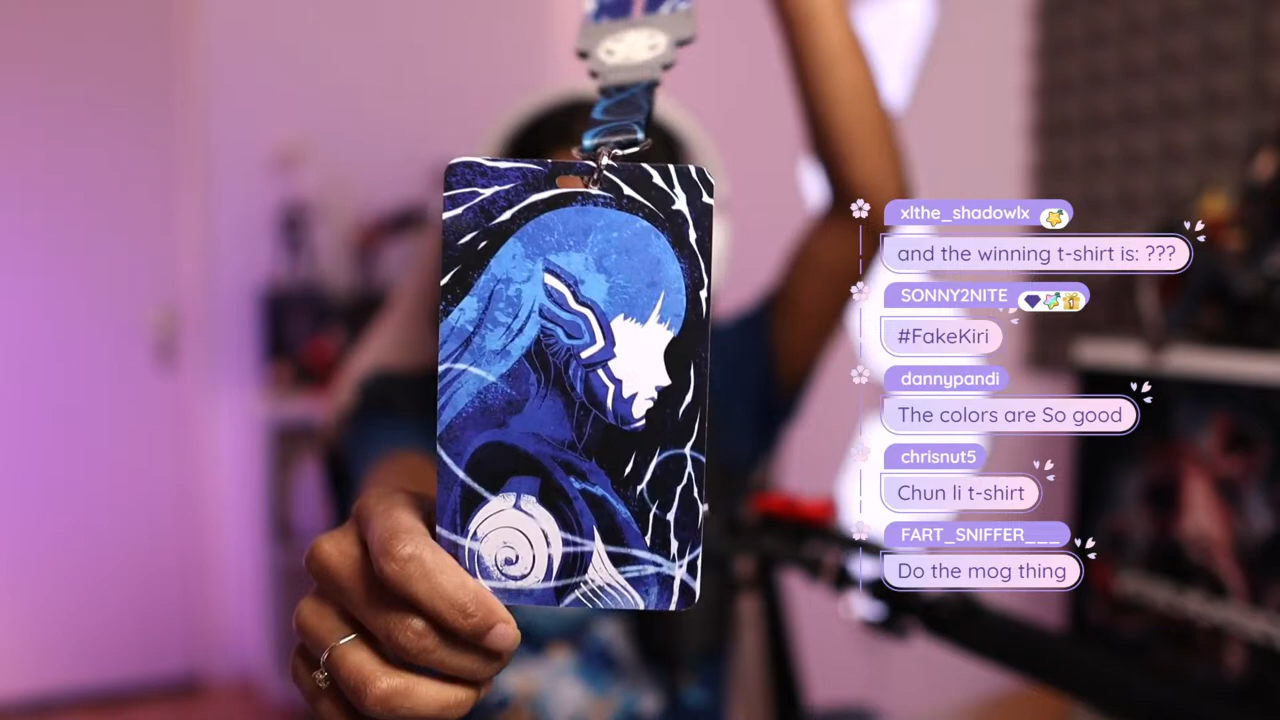 xlthe_shadowlx
and the winning t-shirt is: ???
SONNY2NITE
#FakeKiri
dannypandi
The colors are So good
chrisnut5
Chun li t-shirt
FART_SNIFFER___
Do the mog thing